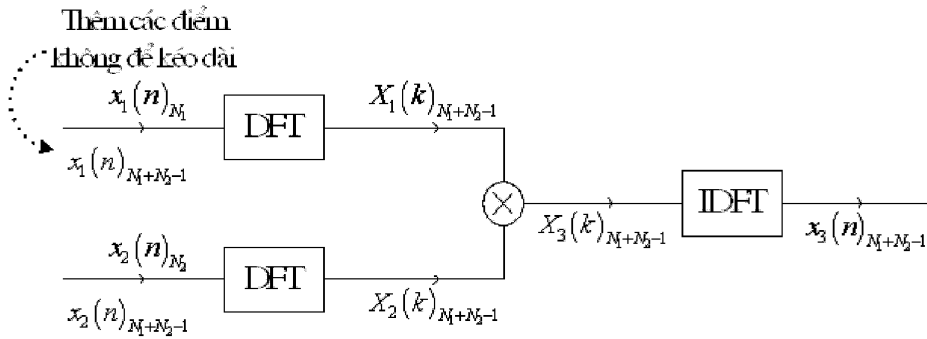 Thêm các điểm
không để kéo dài
x₁(n)_{N₁}
DFT
X₁(k)_{N₁+N₂−1}
x₁(n)_{N₁+N₂−1}
IDFT
X₃(k)_{N₁+N₂−1}
x₃(n)_{N₁+N₂−1}
x₂(n)_{N₂}
DFT
X₂(k)_{N₁+N₂−1}
x₂(n)_{N₁+N₂−1}